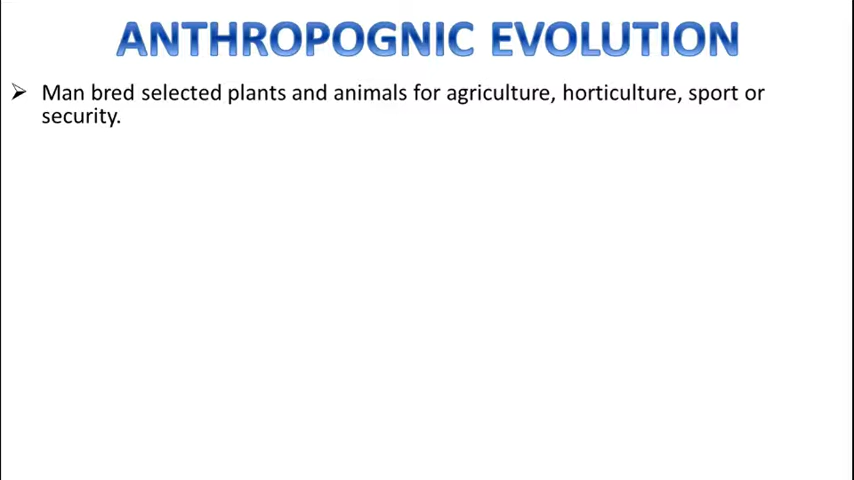 ANTHROPOGNIC EVOLUTION
➢ Man bred selected plants and animals for agriculture, horticulture, sport or
security.